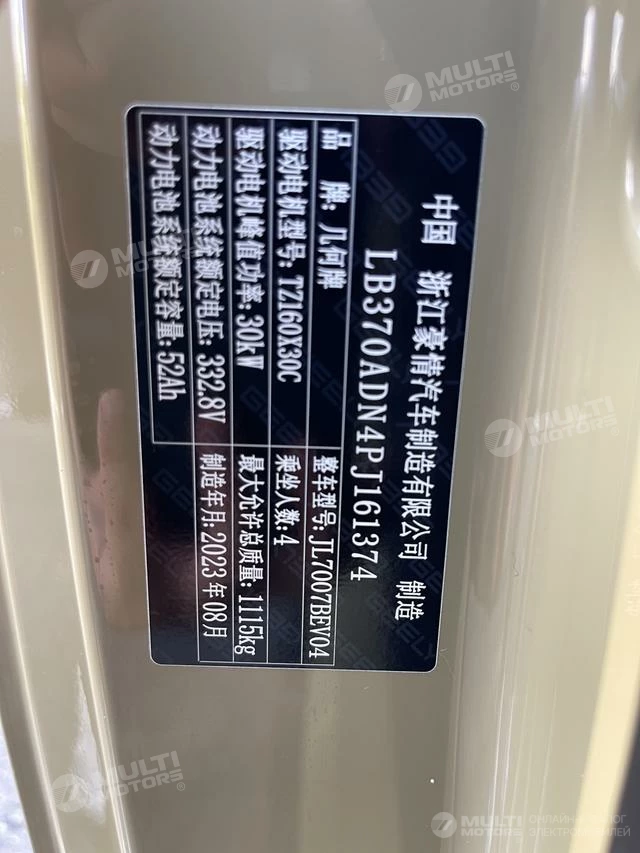 中国 浙江豪情汽车制造有限公司 制造
LB370ADN4PJ161374
品 牌: 几何牌 整车型号: JL7007BEV04
驱动电机型号: TZ160X30C 乘坐人数: 4
驱动电机峰值功率: 30kW 最大允许总质量: 1115kg
动力电池系统额定电压: 332.8V 制造年月: 2023年08月
动力电池系统额定容量: 52Ah
MULTI
MOTORS®
MULTI
MOTORS®
MULTI
MOTORS®
MULTI
MOTORS®
MULTI
MOTORS
ОНЛАЙН-КАТАЛОГ
ЭЛЕКТРОМОБИЛЕЙ